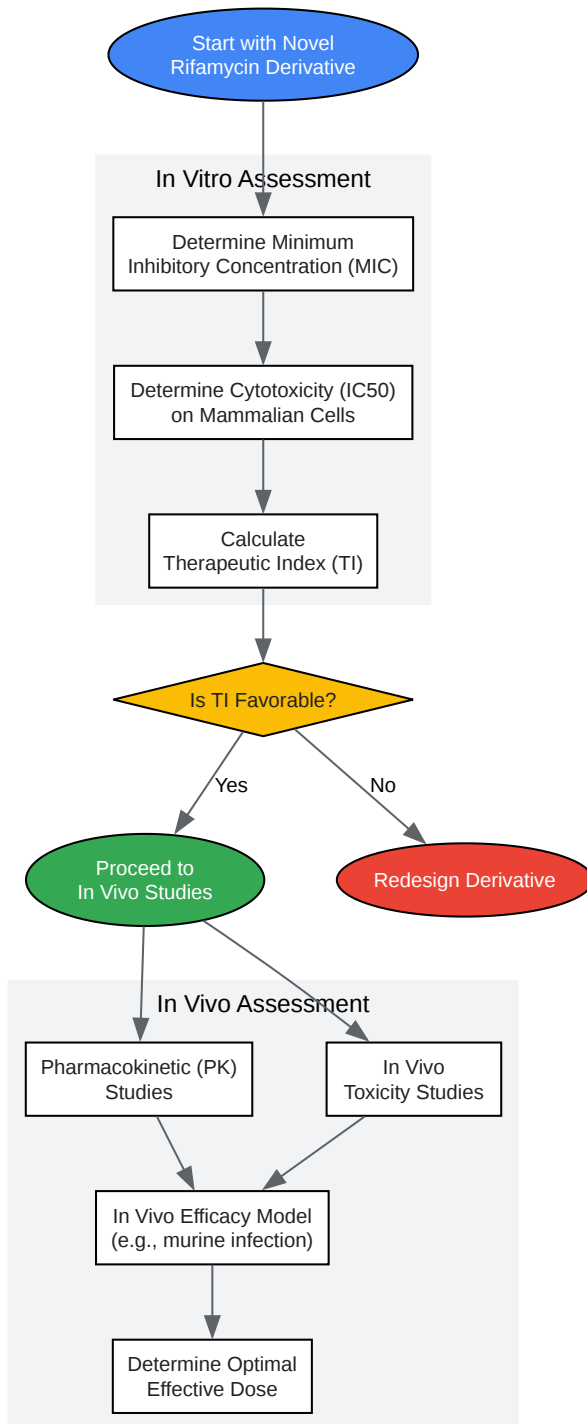 Start with Novel
Rifamycin Derivative
In Vitro Assessment
Determine Minimum
Inhibitory Concentration (MIC)
Determine Cytotoxicity (IC50)
on Mammalian Cells
Calculate
Therapeutic Index (TI)
Is TI Favorable?
Yes
No
Proceed to
In Vivo Studies
Redesign Derivative
In Vivo Assessment
Pharmacokinetic (PK)
Studies
In Vivo
Toxicity Studies
In Vivo Efficacy Model
(e.g., murine infection)
Determine Optimal
Effective Dose